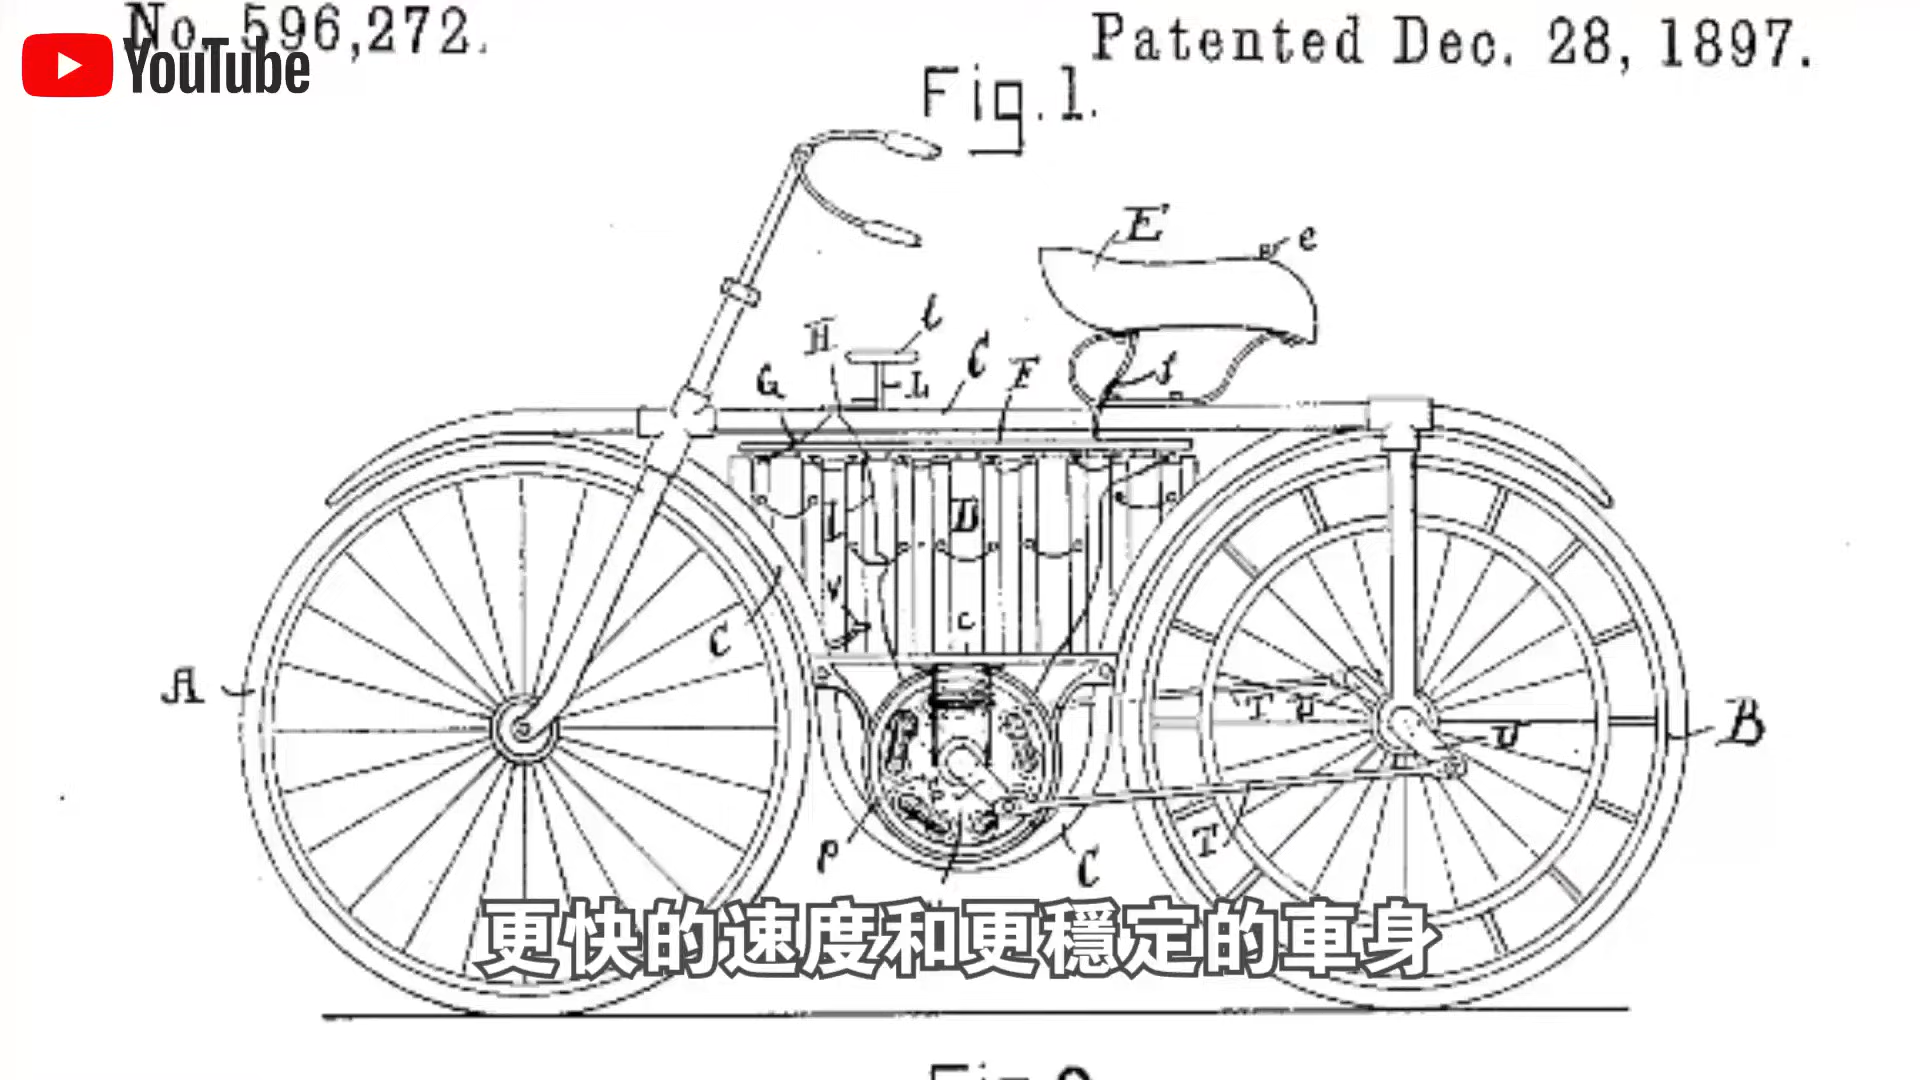 No. 596,272.
Patented Dec. 28, 1897.
YouTube
Fig. 1.
E
e
l
H
C
G
L
F
f
D
c
C
A
B
T
U
T
P
C
更快的速度和更穩定的車身